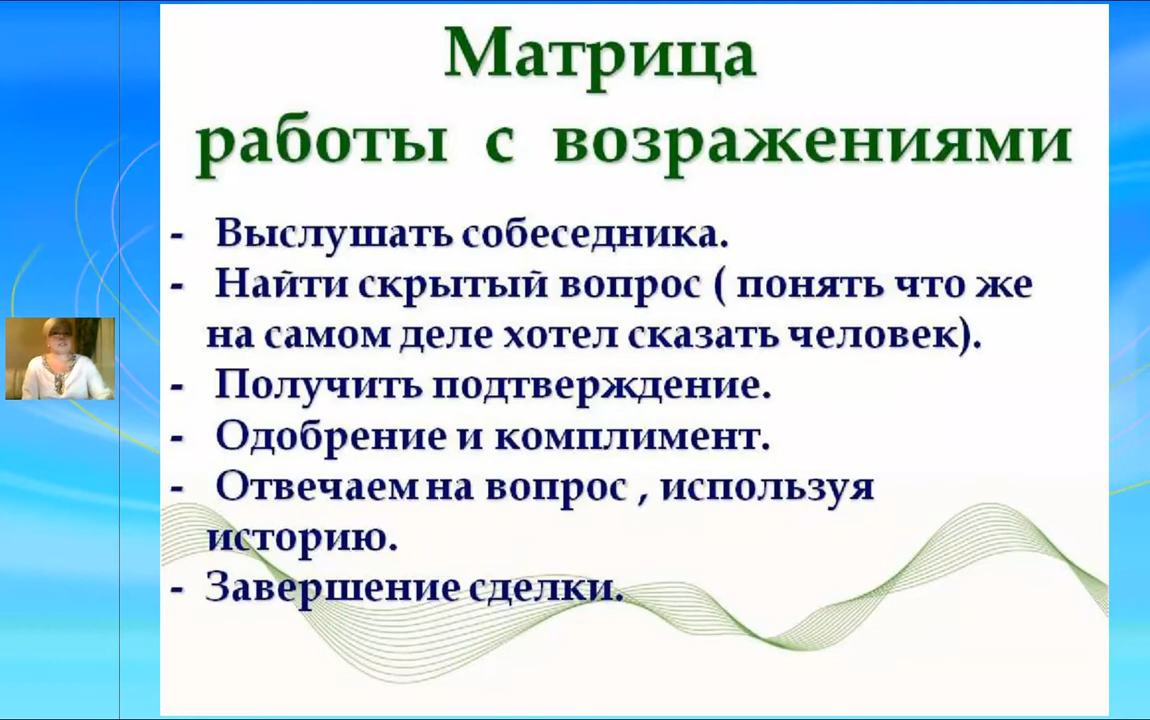 Матрица
работы с возражениями
- Выслушать собеседника.
- Найти скрытый вопрос ( понять что же
на самом деле хотел сказать человек).
- Получить подтверждение.
- Одобрение и комплимент.
- Отвечаем на вопрос , используя
историю.
- Завершение сделки.